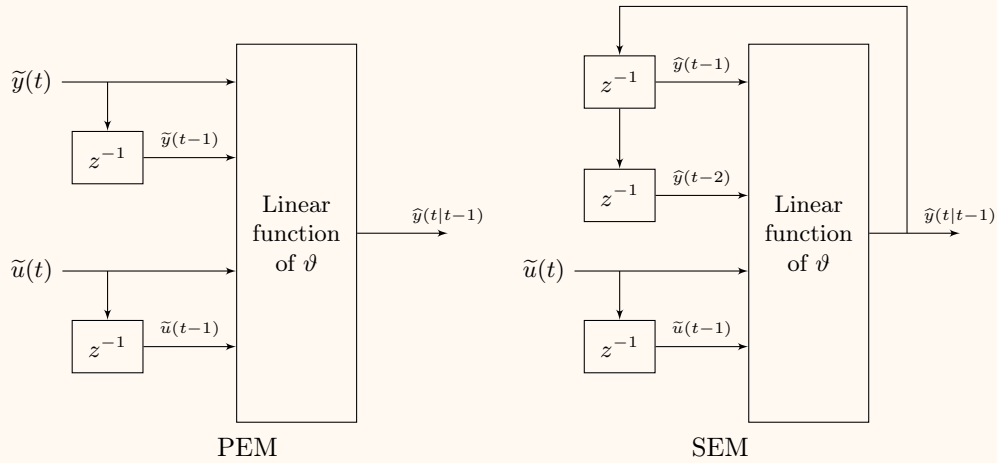 ỹ(t)
z⁻¹
ỹ(t−1)
ũ(t)
z⁻¹
ũ(t−1)
Linear
function
of ϑ
ŷ(t|t−1)
PEM
z⁻¹
ŷ(t−1)
z⁻¹
ŷ(t−2)
ũ(t)
z⁻¹
ũ(t−1)
Linear
function
of ϑ
ŷ(t|t−1)
SEM